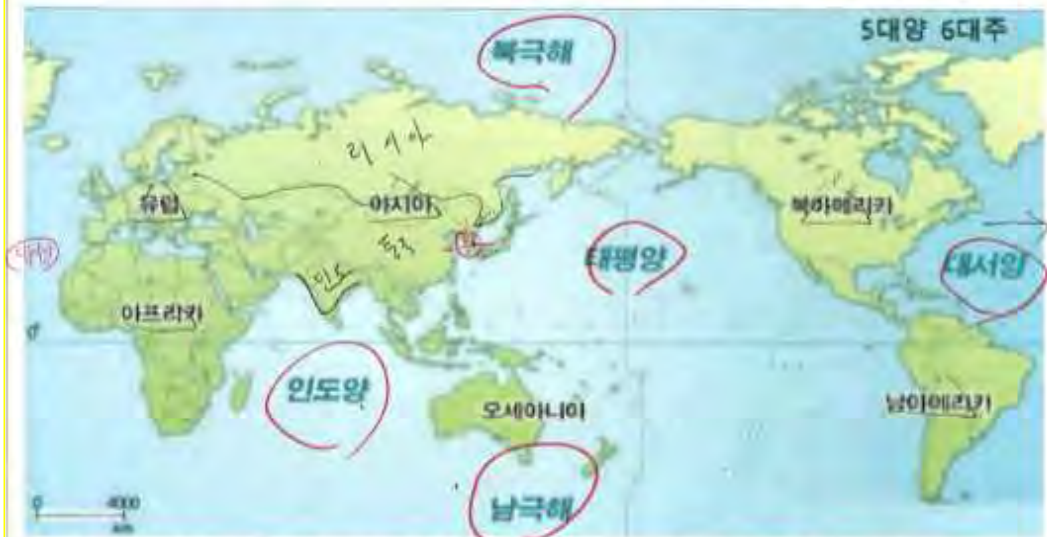 5대양 6대주
북극해
러시아
유럽
아시아
북아메리카
중국
태평양
대서양
인도
아프리카
0°
인도양
오세아니아
남아메리카
남극해
0 4000
km